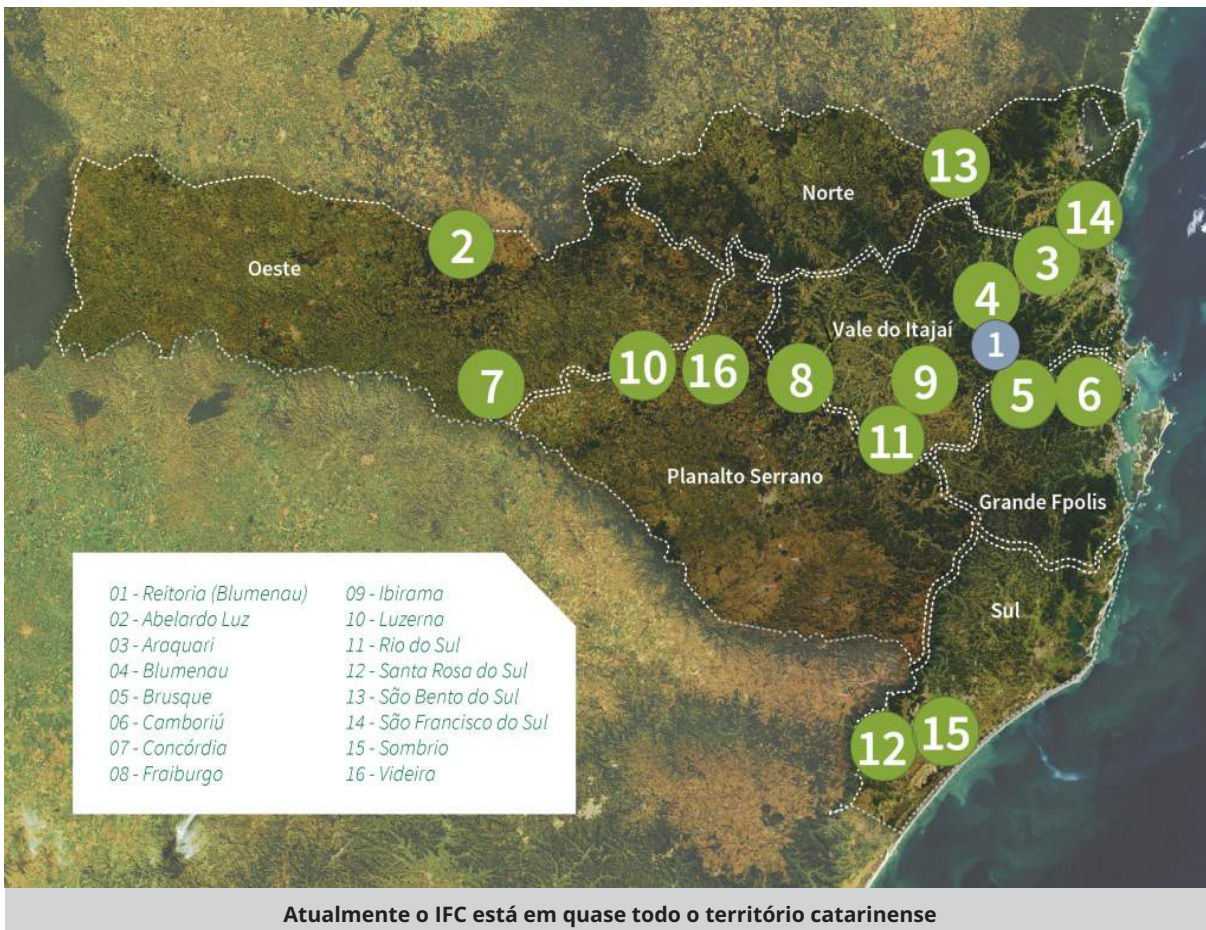 13
Norte
14
2
3
Oeste
4
Vale do Itajaí
1
10
16
8
9
7
5
6
11
Planalto Serrano
Grande Fpolis
Sul
12
15
01 - Reitoria (Blumenau)
02 - Abelardo Luz
03 - Araquari
04 - Blumenau
05 - Brusque
06 - Camboriú
07 - Concórdia
08 - Fraiburgo
09 - Ibirama
10 - Luzerna
11 - Rio do Sul
12 - Santa Rosa do Sul
13 - São Bento do Sul
14 - São Francisco do Sul
15 - Sombrio
16 - Videira
Atualmente o IFC está em quase todo o território catarinense